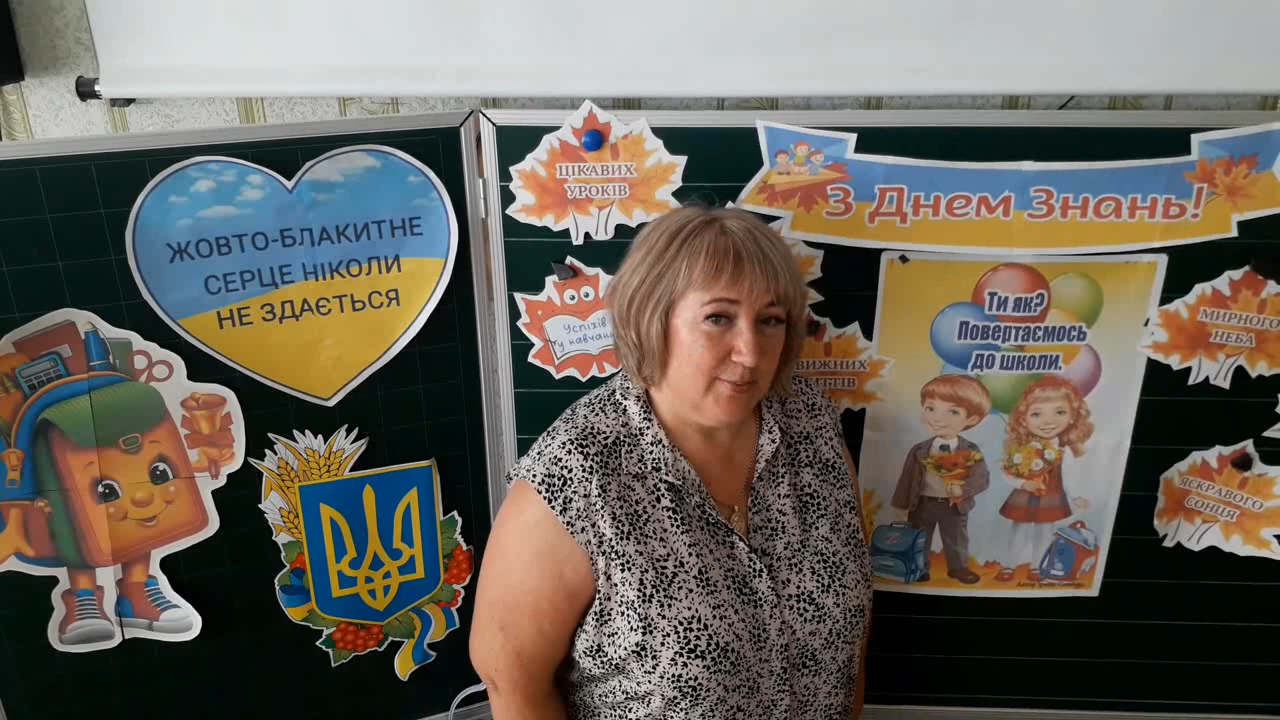 ЖОВТО-БЛАКИТНЕ
СЕРЦЕ НІКОЛИ
НЕ ЗДАЄТЬСЯ
ЦІКАВИХ
УРОКІВ
Успіхів
у навчанні
З Днем Знань!
Ти як?
Повертаємось
до школи.
МИРНОГО
НЕБА
ЯСКРАВОГО
СОНЦЯ